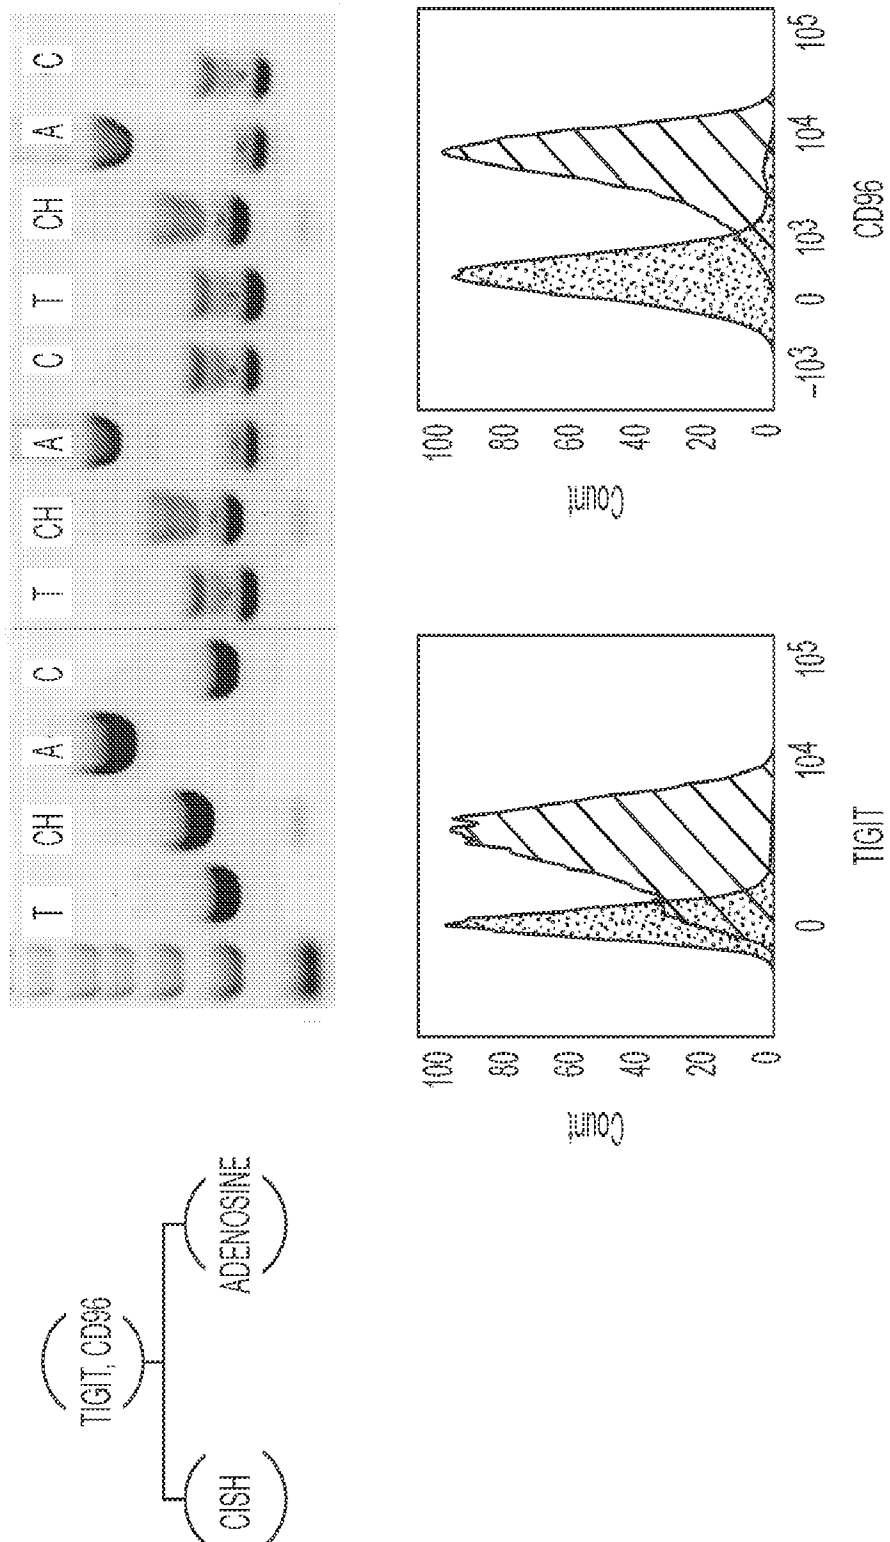 TIGIT, CD96
CISH
ADENOSINE
T CH A C T CH A C T CH A C
Count
100
80
60
40
20
0
0 10⁴ 10⁵
TIGIT
Count
100
80
60
40
20
0
-10³ 0 10³ 10⁴ 10⁵
CD96